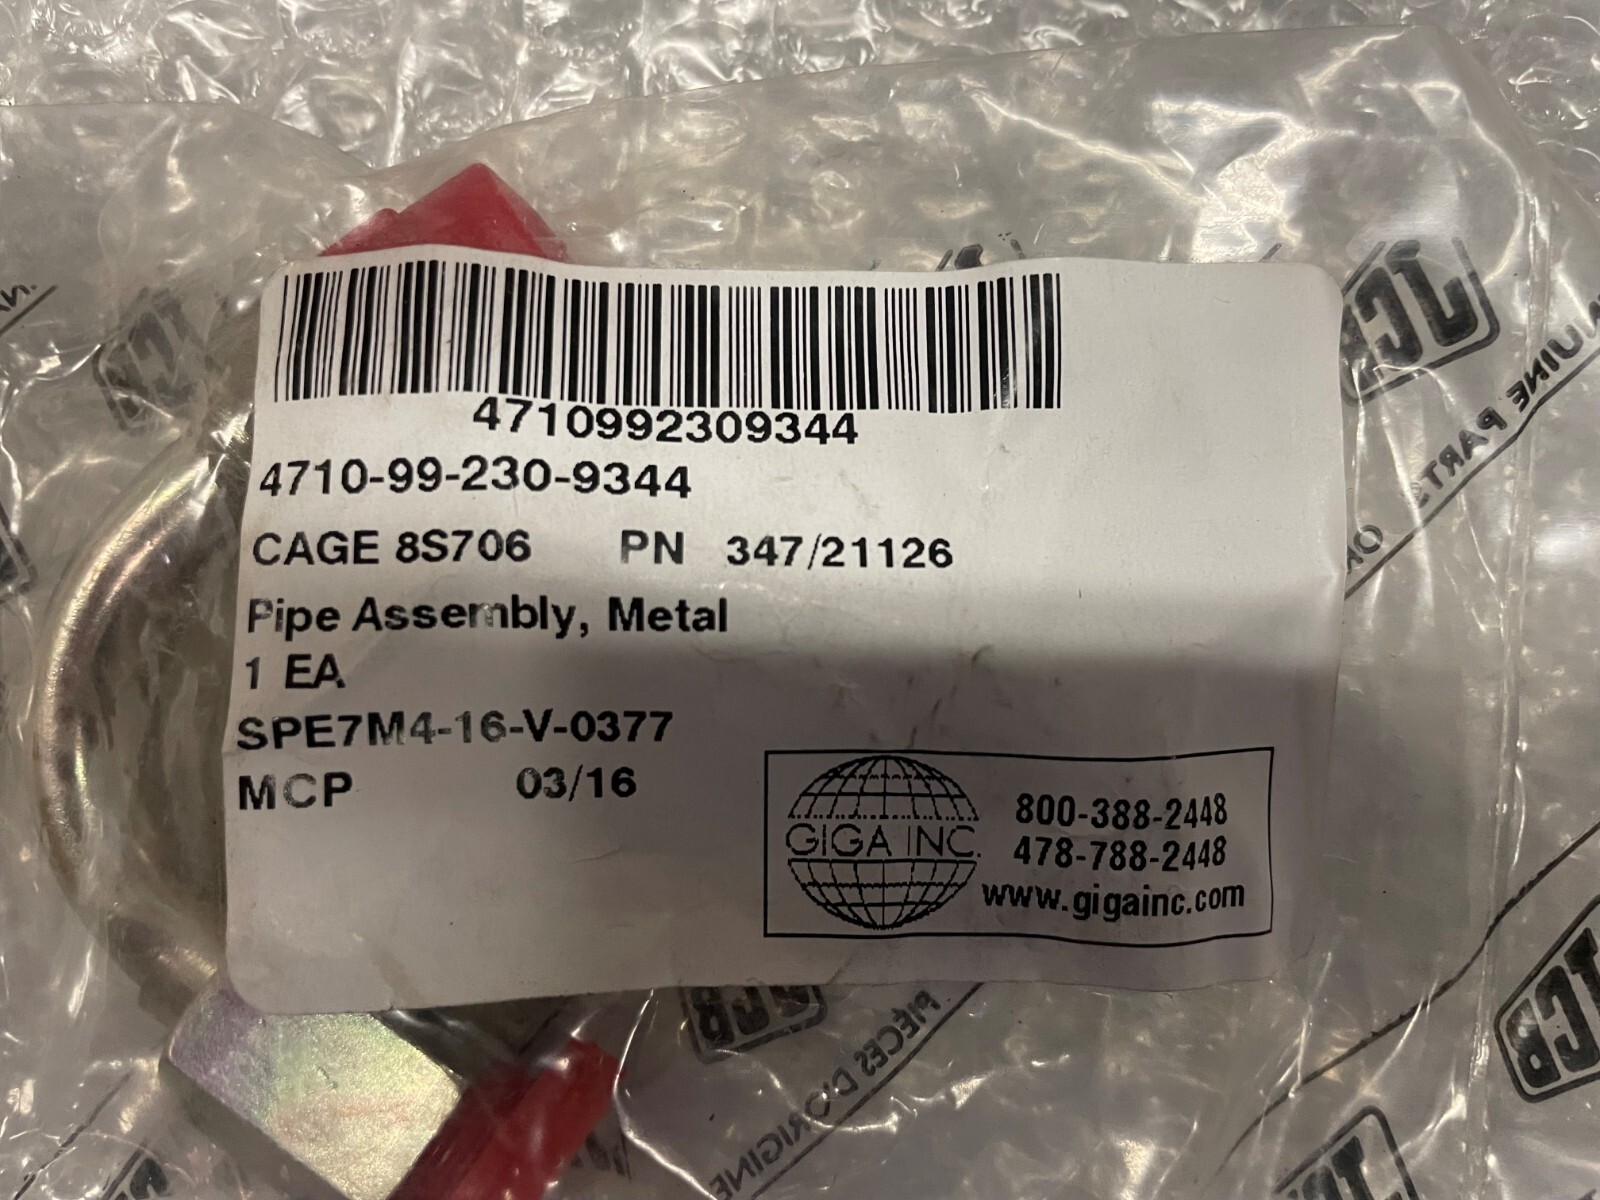 4710992309344
4710-99-230-9344
CAGE 8S706 PN 347/21126
Pipe Assembly, Metal
1 EA
SPE7M4-16-V-0377
MCP 03/16
GIGA INC.
800-388-2448
478-788-2448
www.gigainc.com
JCB
JCB
JCB
JCB
PIÈCES D'ORIGINE